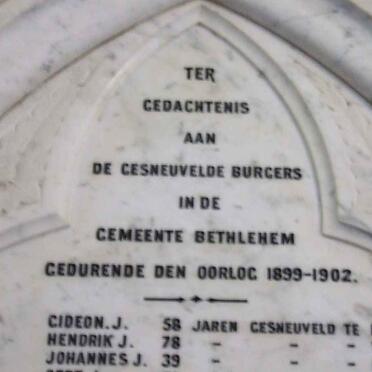 TER
GEDACHTENIS
AAN
DE GESNEUVELDE BURGERS
IN DE
GEMEENTE BETHLEHEM
GEDURENDE DEN OORLOG 1899-1902.
GIDEON.J. 58 JAREN GESNEUVELD TE
HENDRIK J. 78 - - -
JOHANNES J. 39 - - -